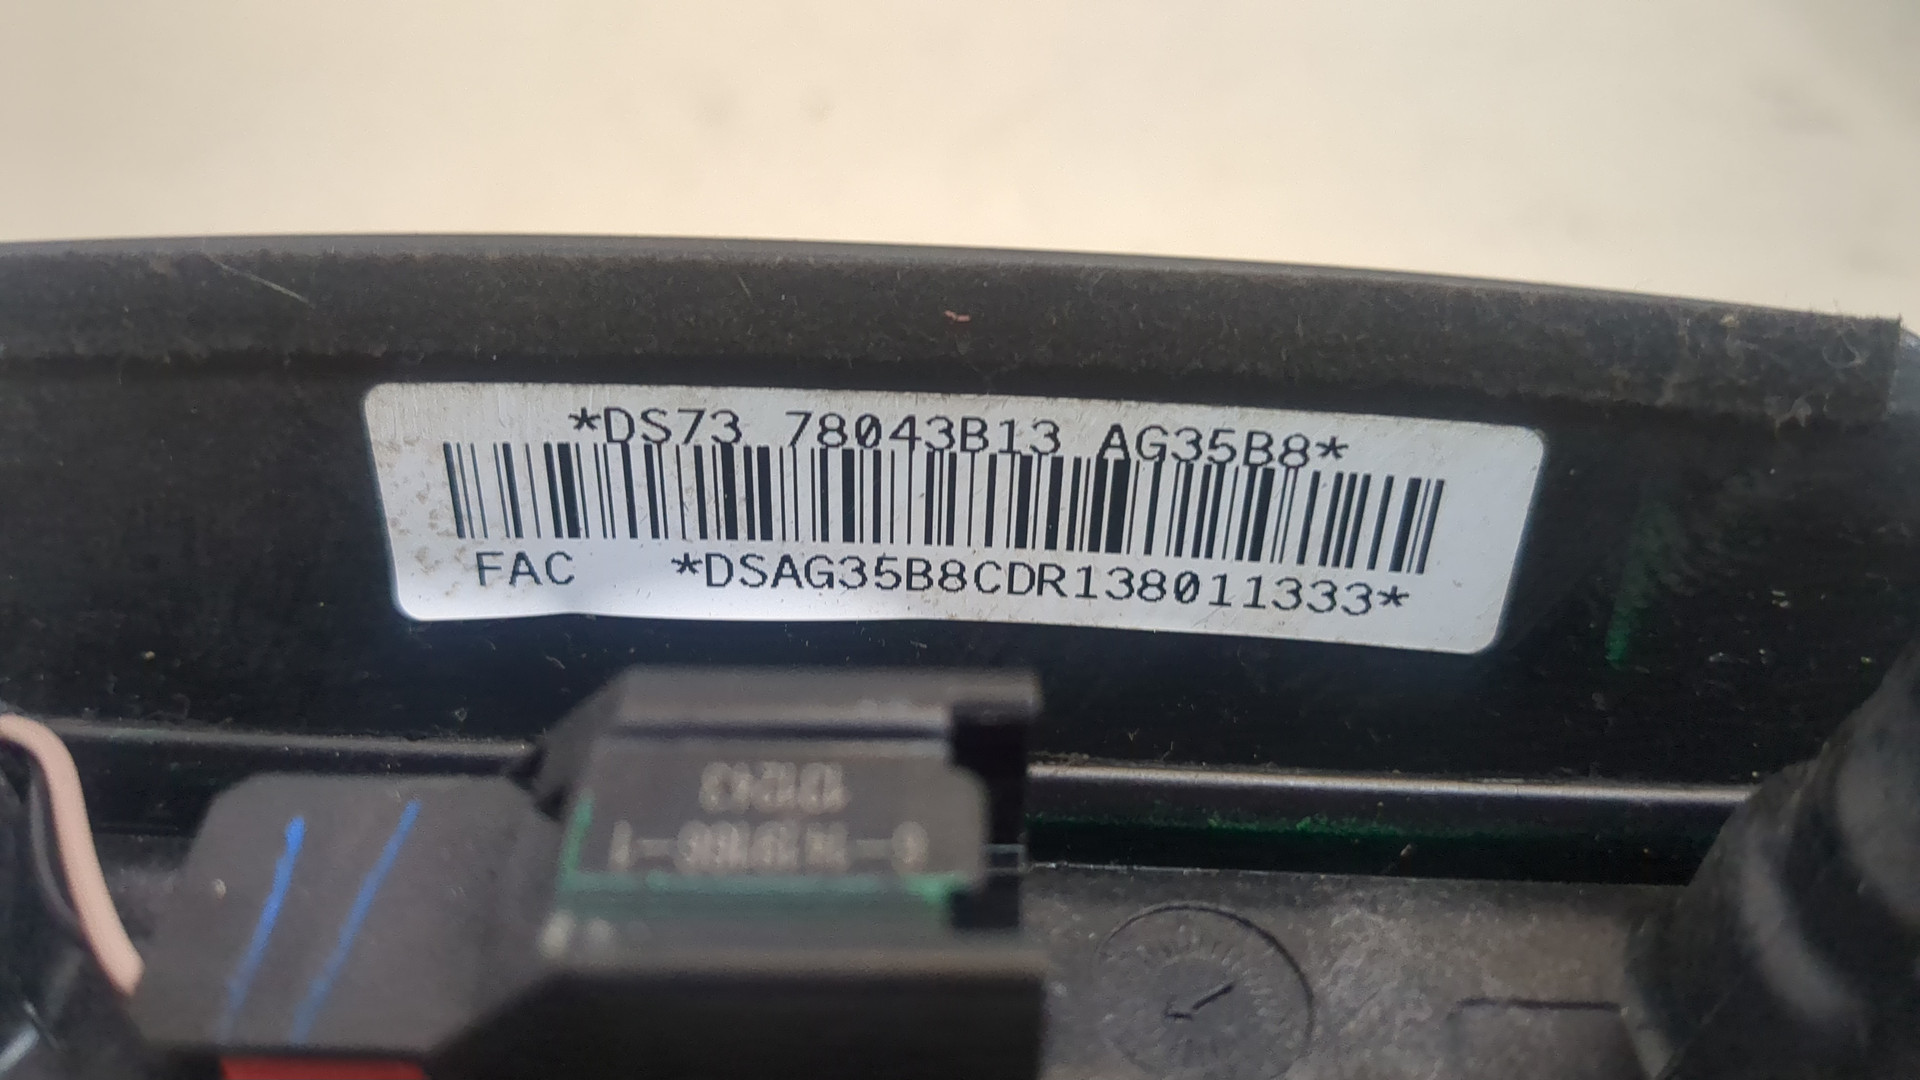 *DS73 78043B13 AG35B8*
FAC *DSAG35B8CDR138011333*